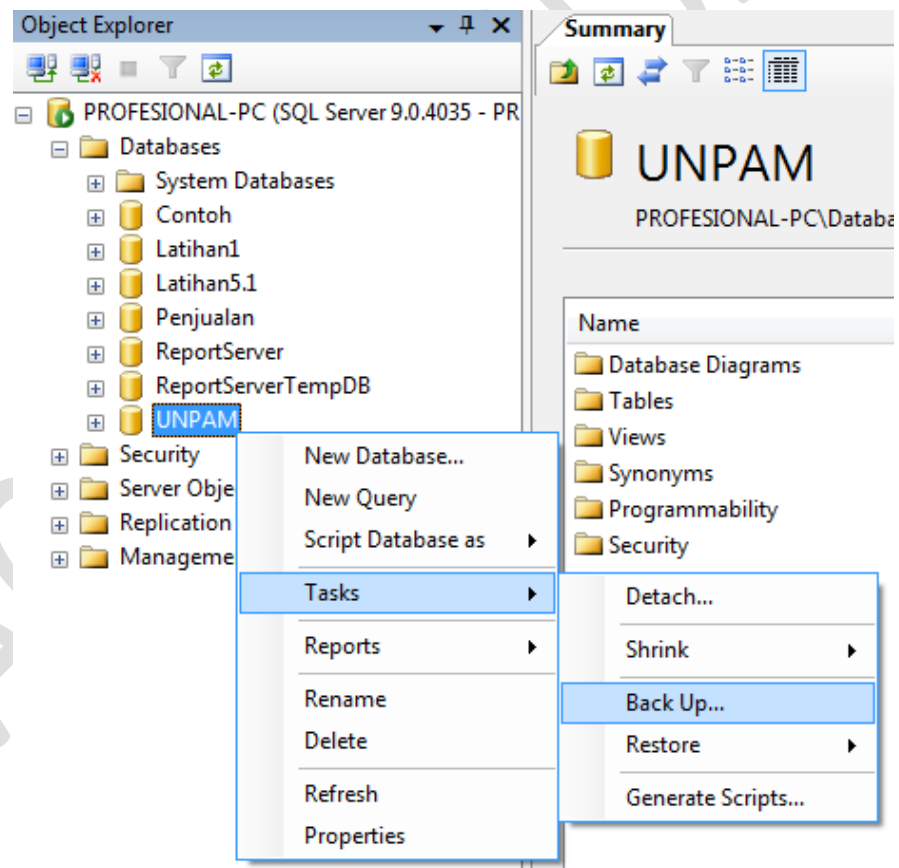 Object Explorer
PROFESIONAL-PC (SQL Server 9.0.4035 - PR
Databases
System Databases
Contoh
Latihan1
Latihan5.1
Penjualan
ReportServer
ReportServerTempDB
UNPAM
Security
Server Obje
Replication
Manageme
New Database...
New Query
Script Database as
Tasks
Reports
Rename
Delete
Refresh
Properties
Detach...
Shrink
Back Up...
Restore
Generate Scripts...
Summary
UNPAM
PROFESIONAL-PC\Databa
Name
Database Diagrams
Tables
Views
Synonyms
Programmability
Security